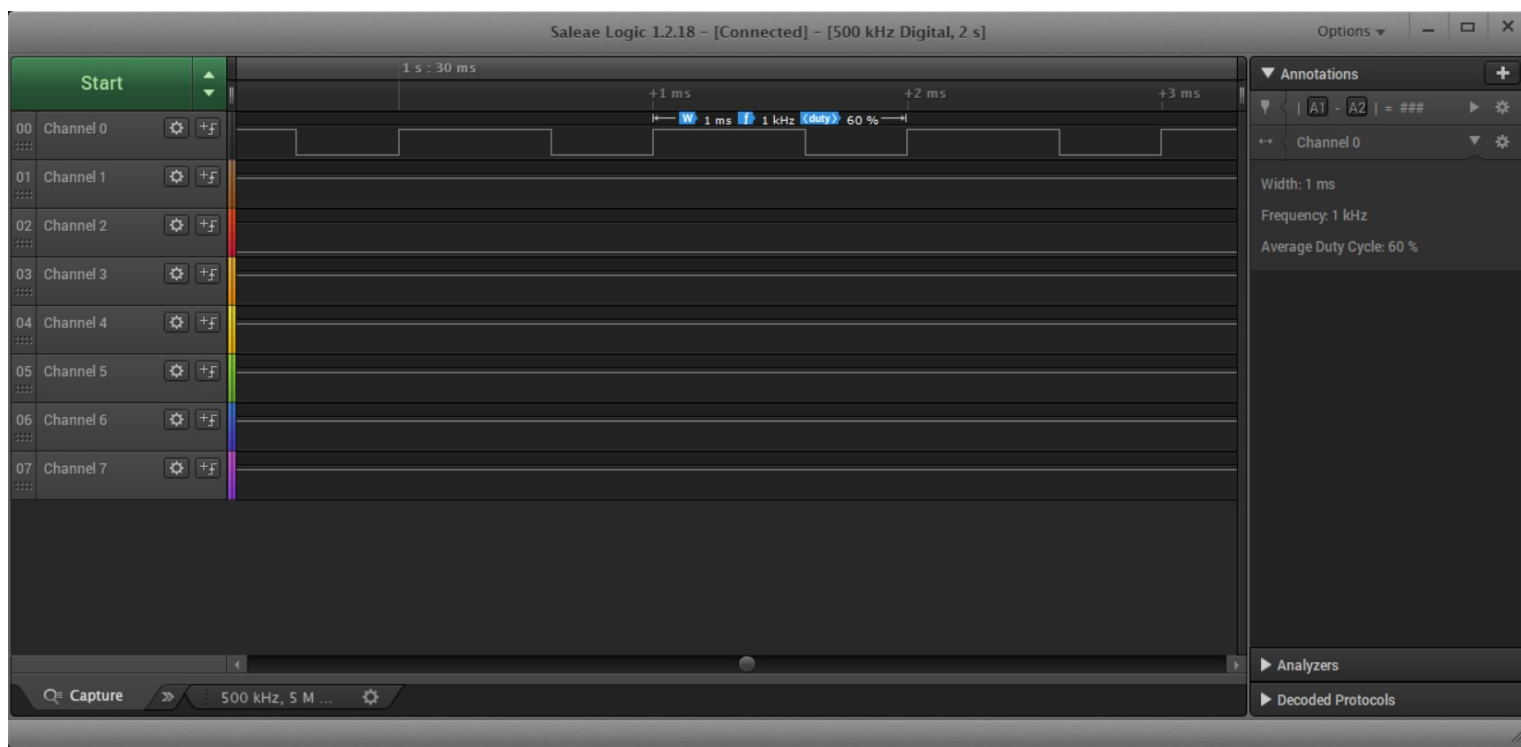 Saleae Logic 1.2.18 - [Connected] - [500 kHz Digital, 2 s]
Options
Start
1 s : 30 ms
+1 ms
+2 ms
+3 ms
W 1 ms f 1 kHz duty 60 %
00 Channel 0
01 Channel 1
02 Channel 2
03 Channel 3
04 Channel 4
05 Channel 5
06 Channel 6
07 Channel 7
Annotations
| A1 - A2 | = ###
Channel 0
Width: 1 ms
Frequency: 1 kHz
Average Duty Cycle: 60 %
Analyzers
Decoded Protocols
Capture
500 kHz, 5 M ...